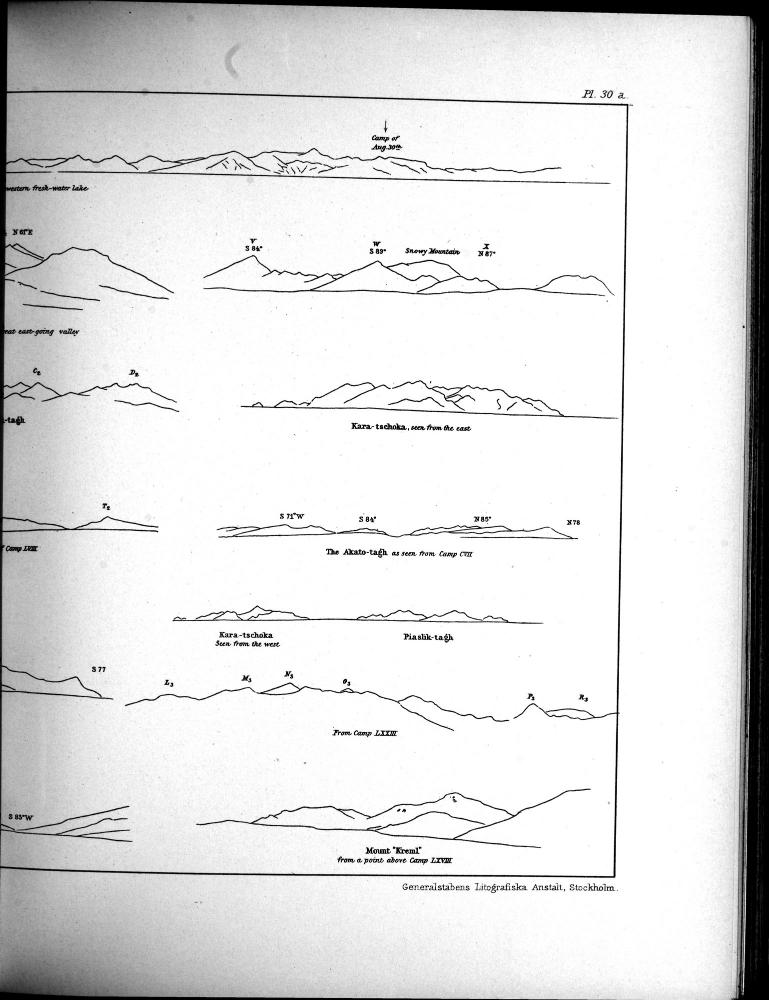 Pl. 30 a.
Camp of
Aug. 30th
western fresh-water lake
N 61°E
V
S 84°
W
S 89°
Snowy Mountain
X
N 87°
east-going valley
C2
D2
-tagh
Kara-tschoka, seen from the east
T2
S 71°W
S 84°
N 85°
N 78
Camp LVIII
The Akato-tagh as seen from Camp CVII
Kara-tschoka
Seen from the west
Piaslik-tagh
S 77
L3
M3
N3
O3
P3
R3
From Camp LXXIII
S 85°W
Mount "Kreml"
from a point above Camp LXVIII
Generalstabens Litografiska Anstalt, Stockholm.